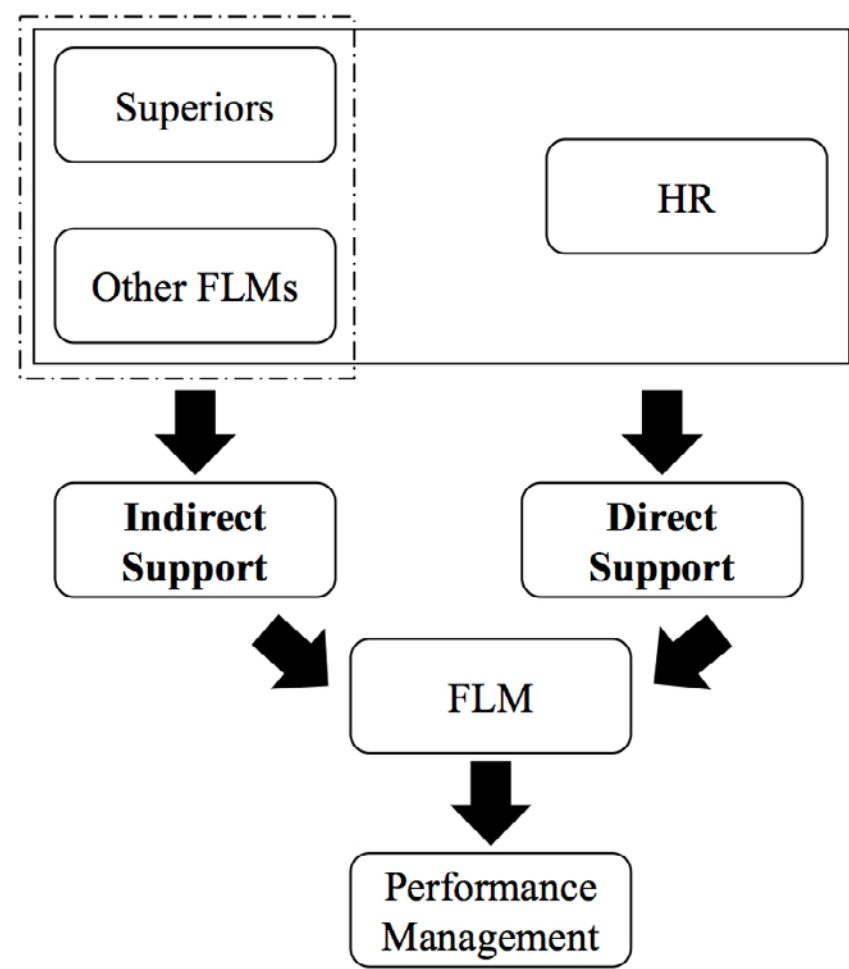 Superiors
HR
Other FLMs
Indirect
Support
Direct
Support
FLM
Performance
Management